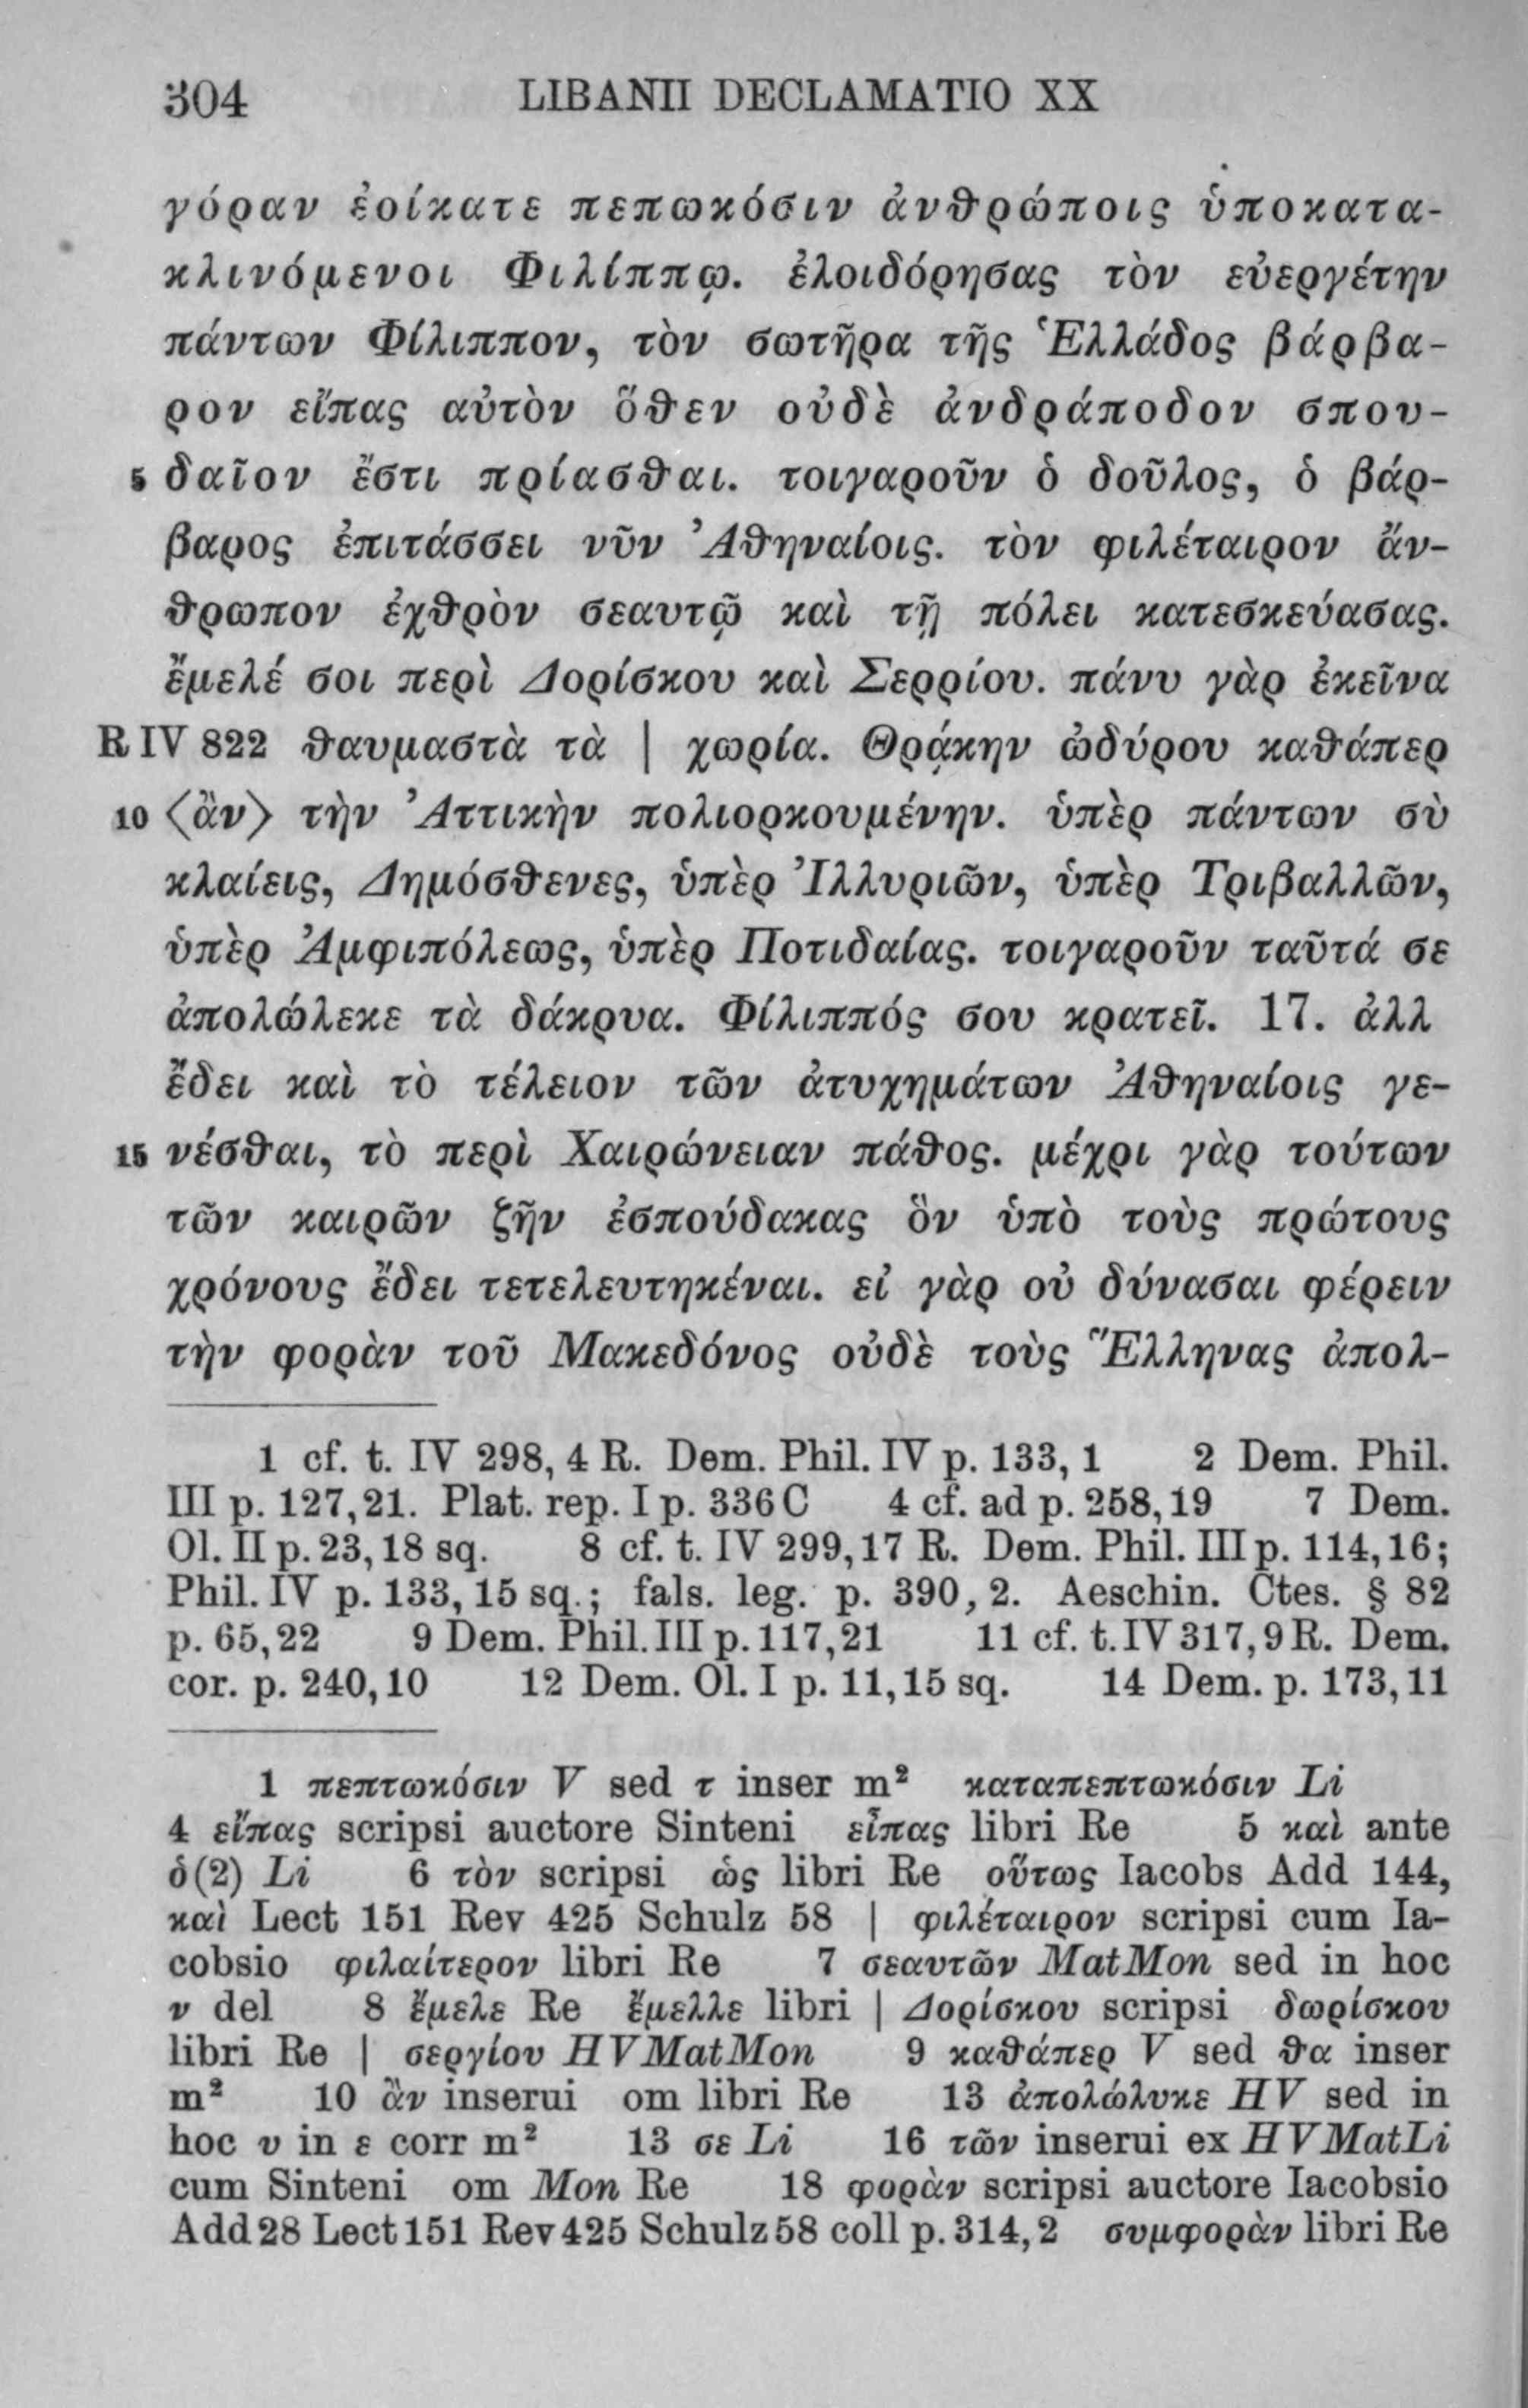 304 LIBANII DECLAMATIO XX
γόραν ἐοίκατε πεπωκόσιν ἀνθρώποις ὑποκατα-
κλινόμενοι Φιλίππῳ. ἐλοιδόρησας τὸν εὐεργέτην
πάντων Φίλιππον, τὸν σωτῆρα τῆς Ἑλλάδος βάρβα-
ρον εἴπας αὐτὸν ὅθεν οὐδὲ ἀνδράποδον σπου-
5 δαῖον ἔστι πρίασθαι. τοιγαροῦν ὁ δοῦλος, ὁ βάρ-
βαρος ἐπιτάσσει νῦν Ἀθηναίοις. τὸν φιλέταιρον ἄν-
θρωπον ἐχθρὸν σεαυτῷ καὶ τῇ πόλει κατεσκεύασας.
ἔμελέ σοι περὶ Δορίσκου καὶ Σερρίου. πάνυ γὰρ ἐκεῖνα
R IV 822 θαυμαστὰ τὰ | χωρία. Θρᾴκην ὠδύρου καθάπερ
10 ⟨ἂν⟩ τὴν Ἀττικὴν πολιορκουμένην. ὑπὲρ πάντων σὺ
κλαίεις, Δημόσθενες, ὑπὲρ Ἰλλυριῶν, ὑπὲρ Τριβαλλῶν,
ὑπὲρ Ἀμφιπόλεως, ὑπὲρ Ποτιδαίας. τοιγαροῦν ταῦτά σε
ἀπολώλεκε τὰ δάκρυα. Φίλιππός σου κρατεῖ. 17. ἀλλ
ἔδει καὶ τὸ τέλειον τῶν ἀτυχημάτων Ἀθηναίοις γε-
15 νέσθαι, τὸ περὶ Χαιρώνειαν πάθος. μέχρι γὰρ τούτων
τῶν καιρῶν ζῆν ἐσπούδακας ὃν ὑπὸ τοὺς πρώτους
χρόνους ἔδει τετελευτηκέναι. εἰ γὰρ οὐ δύνασαι φέρειν
τὴν φορὰν τοῦ Μακεδόνος οὐδὲ τοὺς Ἕλληνας ἀπολ-
1 cf. t. IV 298, 4 R. Dem. Phil. IV p. 133, 1 2 Dem. Phil.
III p. 127, 21. Plat. rep. I p. 336 C 4 cf. ad p. 258, 19 7 Dem.
Ol. II p. 23, 18 sq. 8 cf. t. IV 299, 17 R. Dem. Phil. III p. 114, 16;
Phil. IV p. 133, 15 sq.; fals. leg. p. 390, 2. Aeschin. Ctes. § 82
p. 65, 22 9 Dem. Phil. III p. 117, 21 11 cf. t. IV 317, 9 R. Dem.
cor. p. 240, 10 12 Dem. Ol. I p. 11, 15 sq. 14 Dem. p. 173, 11
1 πεπτωκόσιν V sed τ inser m² καταπεπτωκόσιν Li
4 εἴπας scripsi auctore Sinteni εἶπας libri Re 5 καὶ ante
ὁ (2) Li 6 τὸν scripsi ὡς libri Re οὕτως Iacobs Add 144,
καὶ Lect 151 Rev 425 Schulz 58 | φιλέταιρον scripsi cum Ia-
cobsio φιλαίτερον libri Re 7 σεαυτῶν MatMon sed in hoc
ν del 8 ἔμελε Re ἔμελλε libri | Δορίσκου scripsi δωρίσκου
libri Re | σεργίου HVMatMon 9 καθάπερ V sed θα inser
m² 10 ἂν inserui om libri Re 13 ἀπολώλυκε HV sed in
hoc υ in ε corr m² 13 σε Li 16 τῶν inserui ex HVMatLi
cum Sinteni om Mon Re 18 φορὰν scripsi auctore Iacobsio
Add 28 Lect 151 Rev 425 Schulz 58 coll p. 314, 2 συμφορὰν libri Re